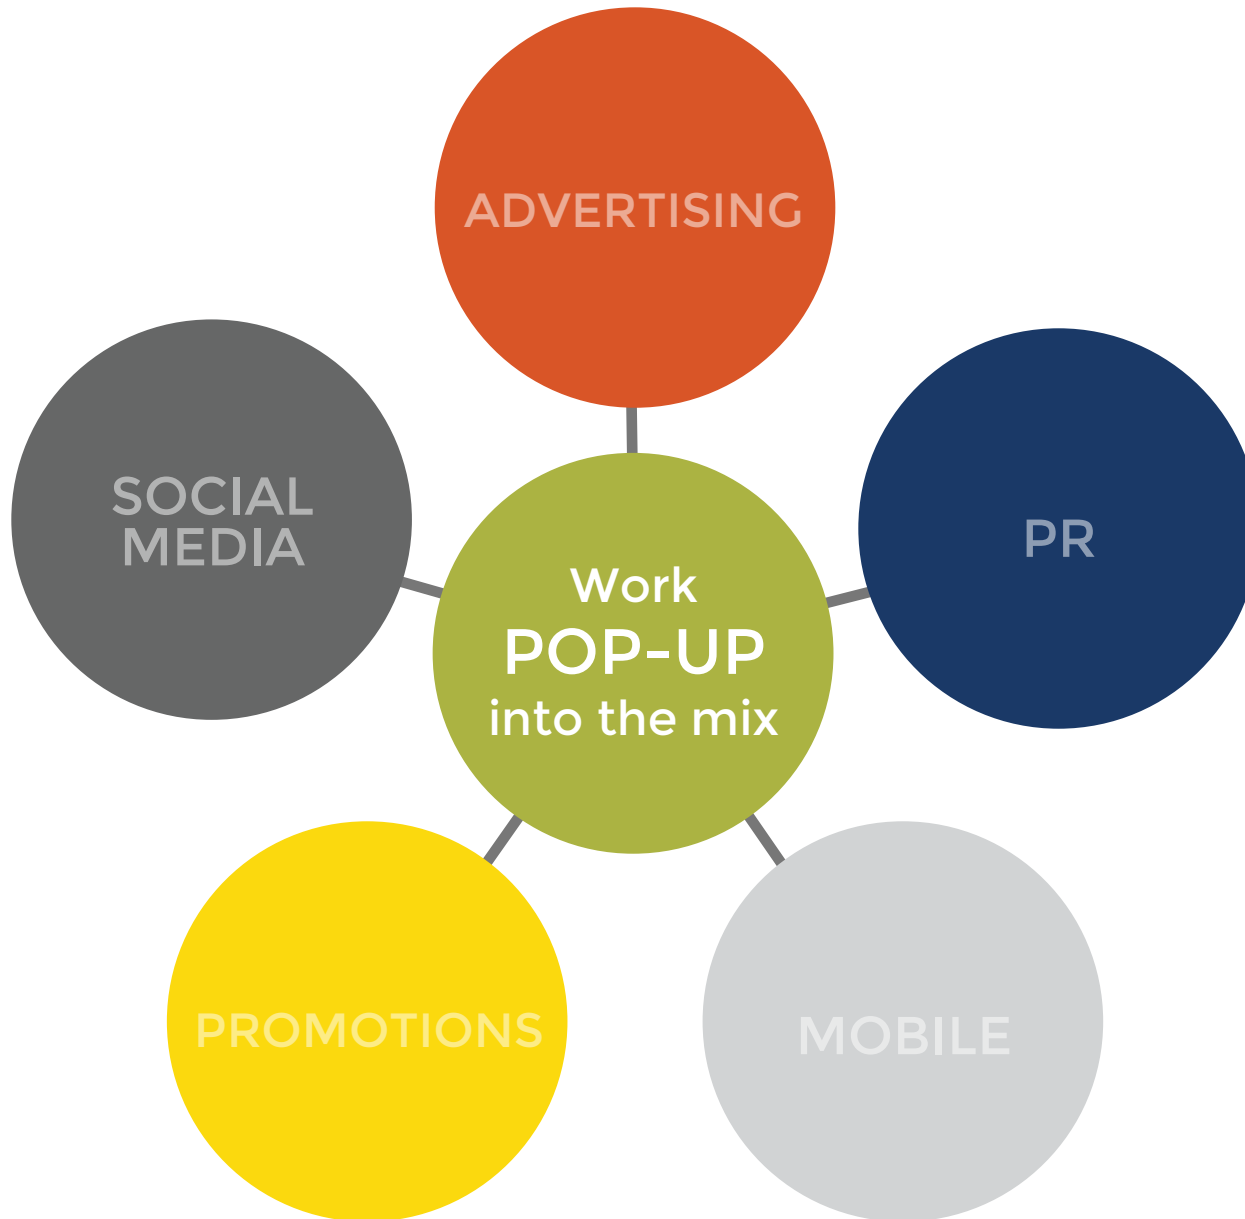 ADVERTISING
SOCIAL
MEDIA
PR
Work
POP-UP
into the mix
PROMOTIONS
MOBILE